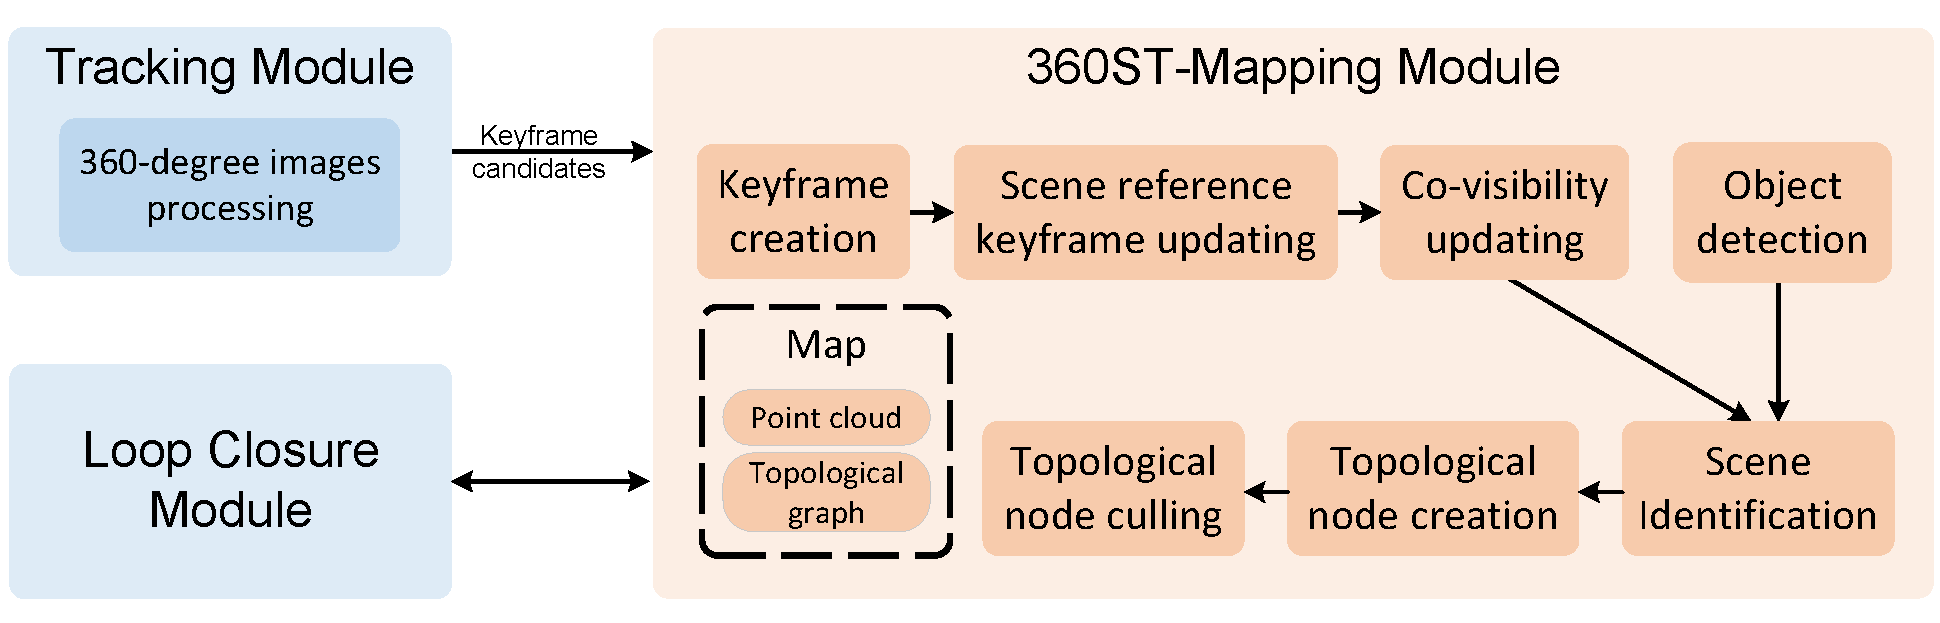 Tracking Module
360-degree images
processing
Keyframe
candidates
Loop Closure
Module
360ST-Mapping Module
Keyframe
creation
Scene reference
keyframe updating
Co-visibility
updating
Object
detection
Map
Point cloud
Topological
graph
Topological
node culling
Topological
node creation
Scene
Identification